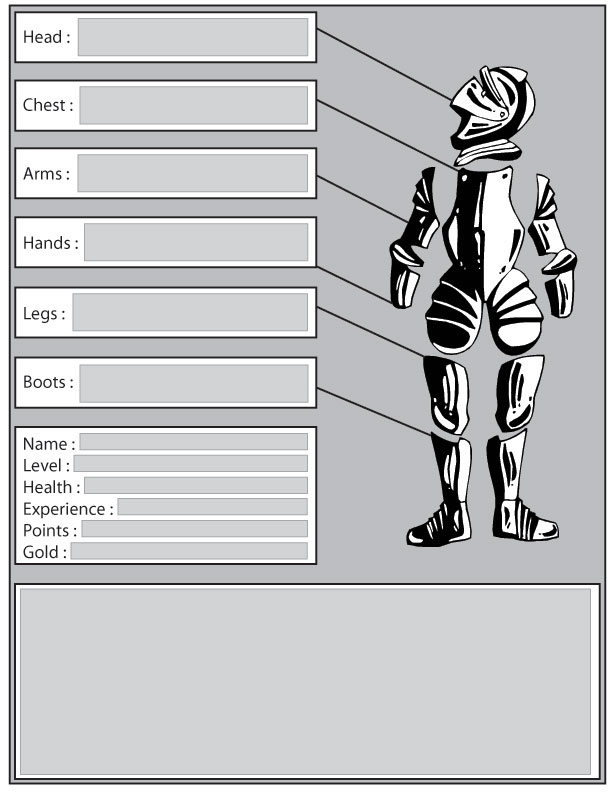 Head :
Chest :
Arms :
Hands :
Legs :
Boots :
Name :
Level :
Health :
Experience :
Points :
Gold :